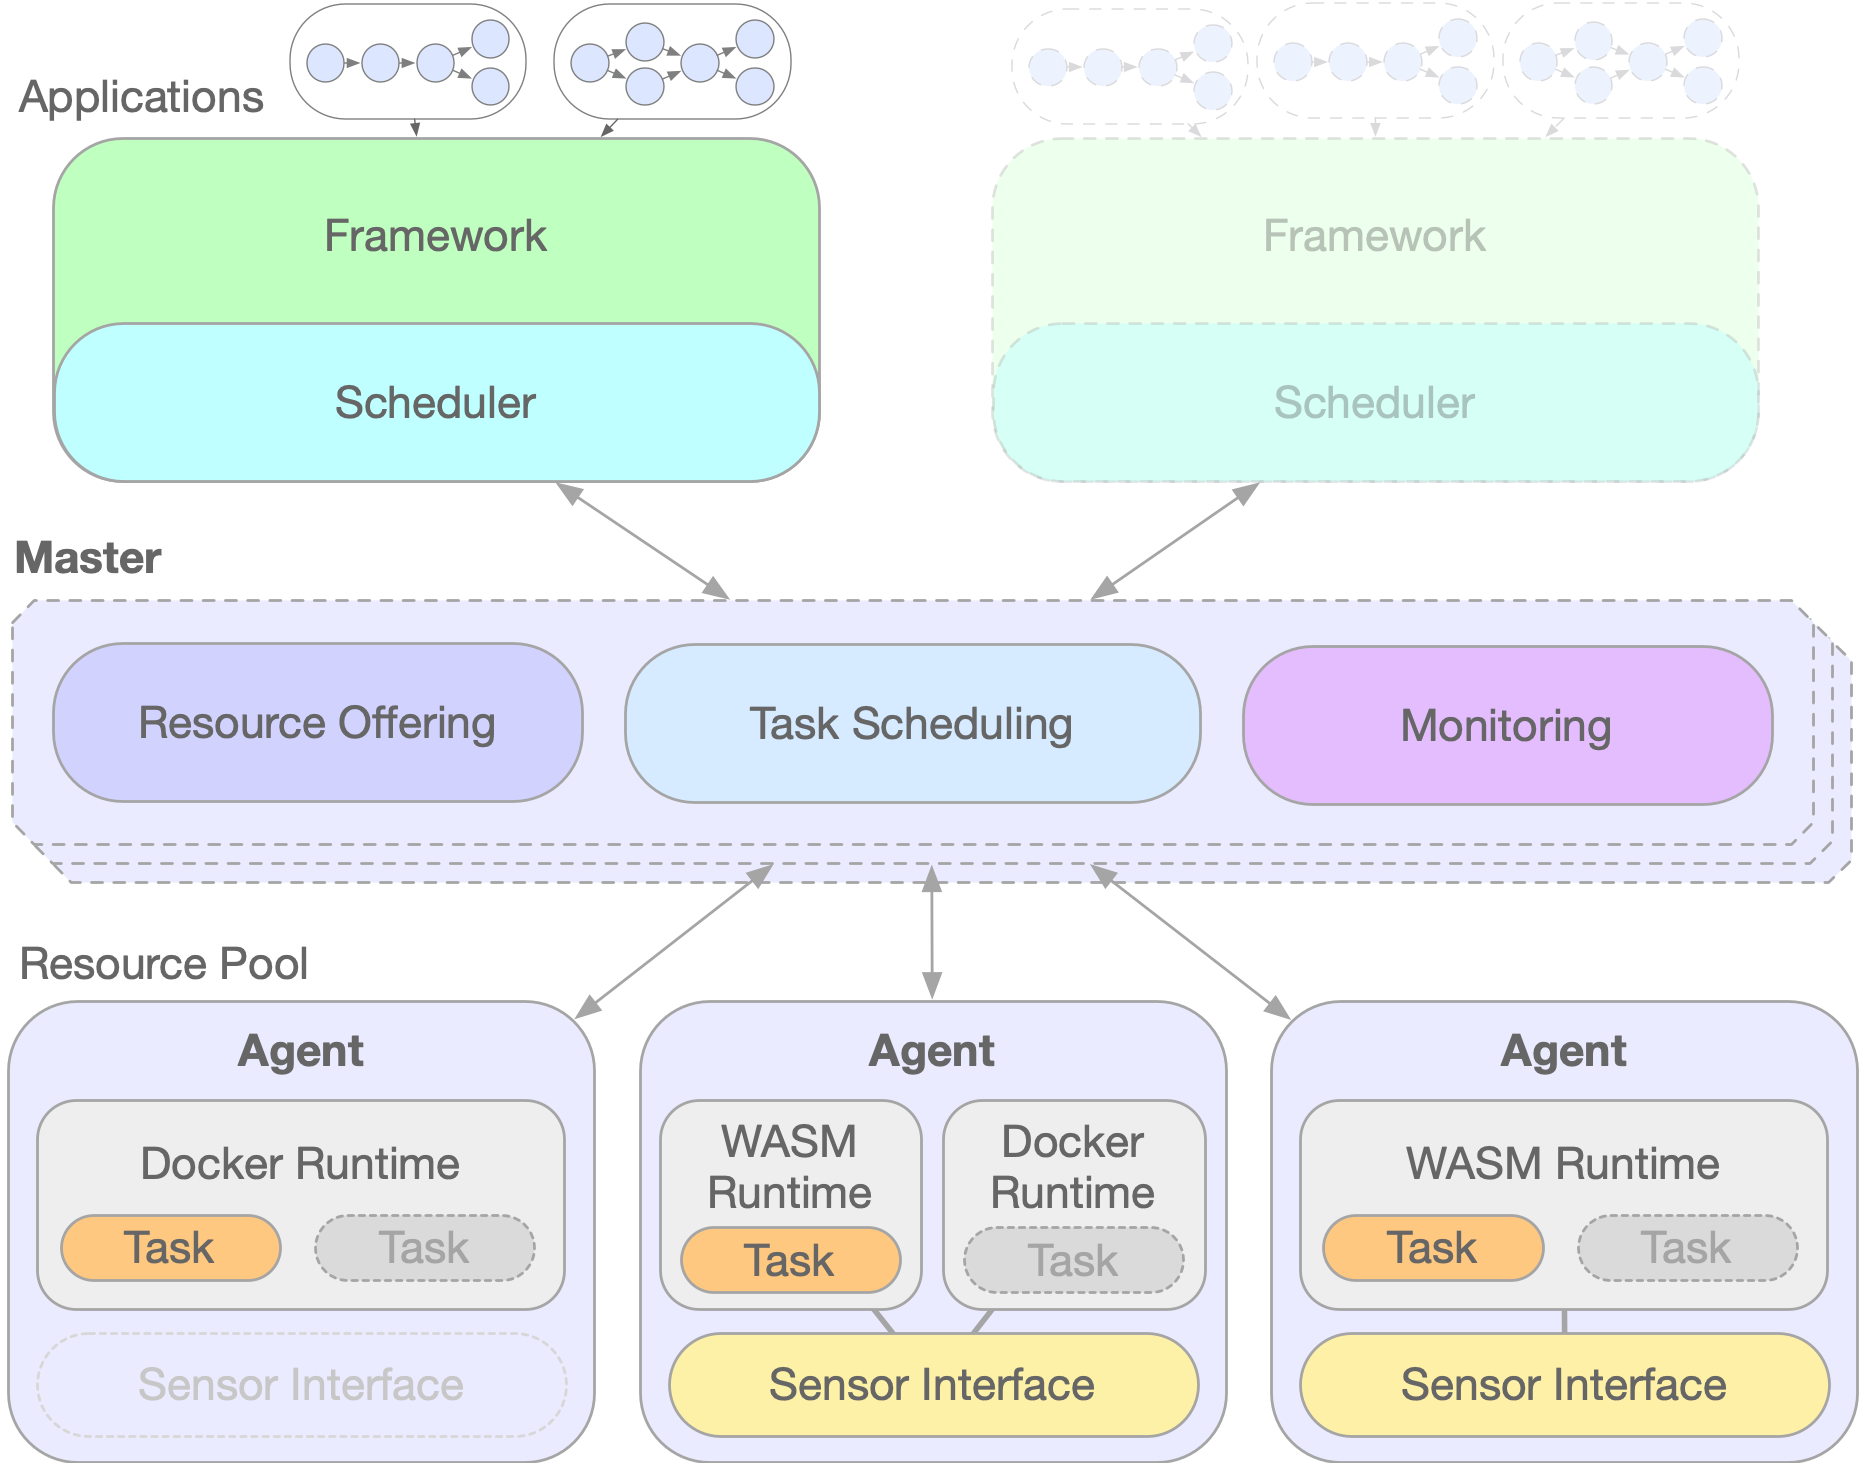 Applications
Framework
Framework
Scheduler
Scheduler
Master
Resource Offering
Task Scheduling
Monitoring
Resource Pool
Agent
Docker Runtime
Task
Task
Sensor Interface
Agent
WASM
Runtime
Task
Docker
Runtime
Task
Sensor Interface
Agent
WASM Runtime
Task
Task
Sensor Interface